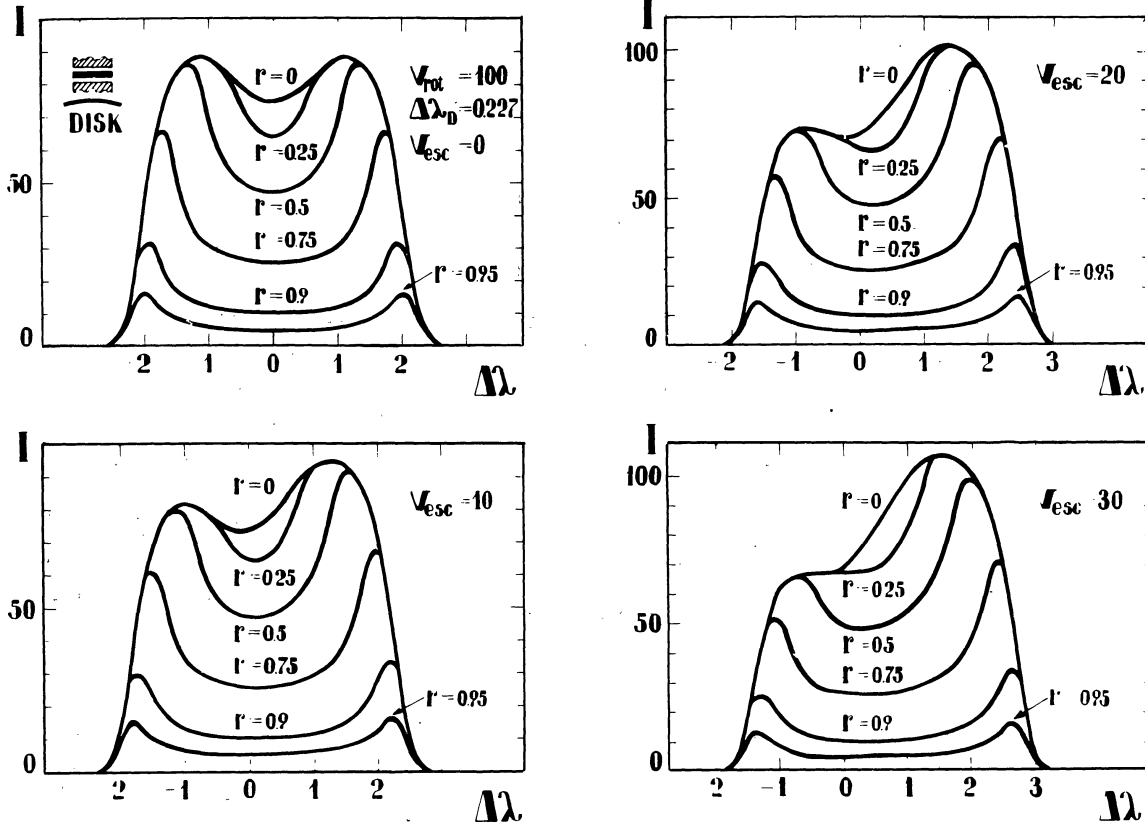 I
r=0
V_rot=100
Δλ_D=0.227
V_esc=0
DISK
r=0.25
50
r=0.5
r=0.75
r=0.95
r=0.9
0
2 1 0 1 2
Δλ
I
100
r=0
V_esc=20
r=0.25
50
r=0.5
r=0.75
r=0.95
r=0.9
0
-2 -1 0 1 2 3
Δλ
I
r=0
V_esc=10
r=0.25
50
r=0.5
r=0.75
r=0.95
r=0.9
0
2 -1 0 1 2
Δλ
I
100
r=0
V_esc 30
r=0.25
50
r=0.5
r=0.75
r 0.95
r=0.9
0
2 -1 0 1 2 3
Δλ